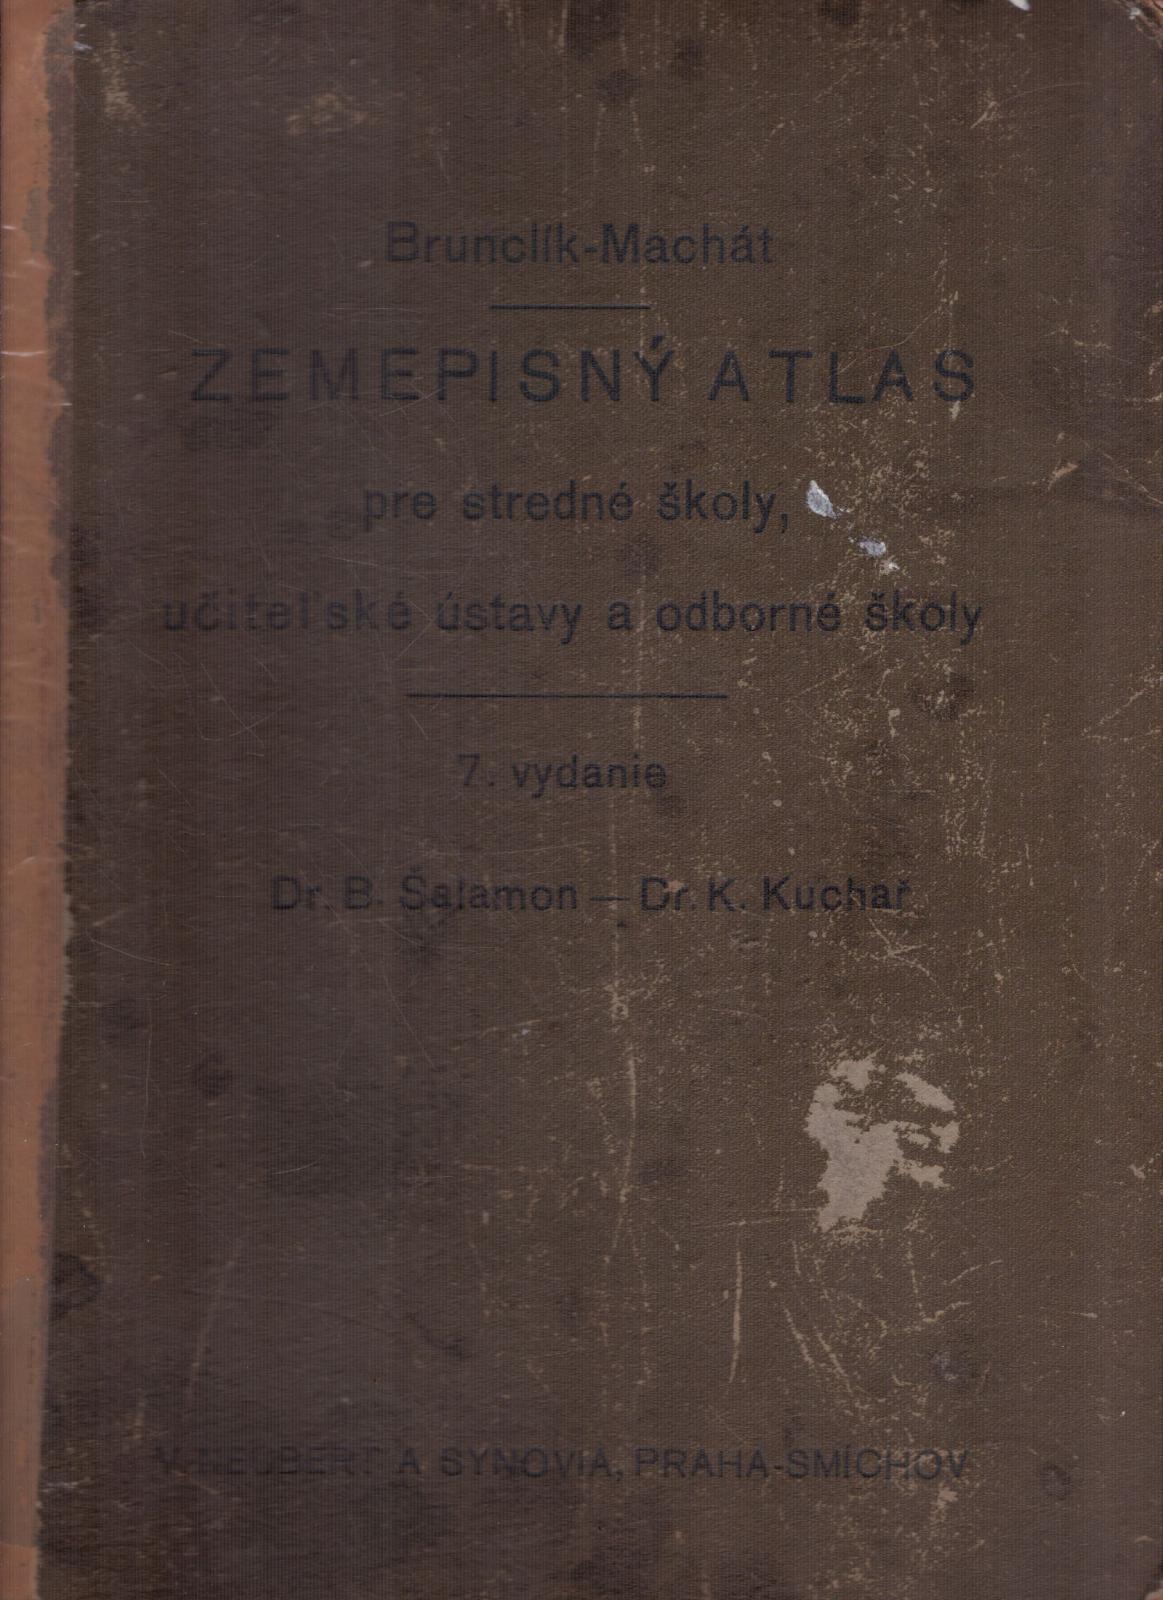 Brunclík-Machát
ZEMEPISNÝ ATLAS
pre stredné školy,
učiteľské ústavy a odborné školy
7. vydanie
Dr. B. Šalamon — Dr. K. Kuchař
V. NEUBERT A SYNOVIA, PRAHA-SMÍCHOV